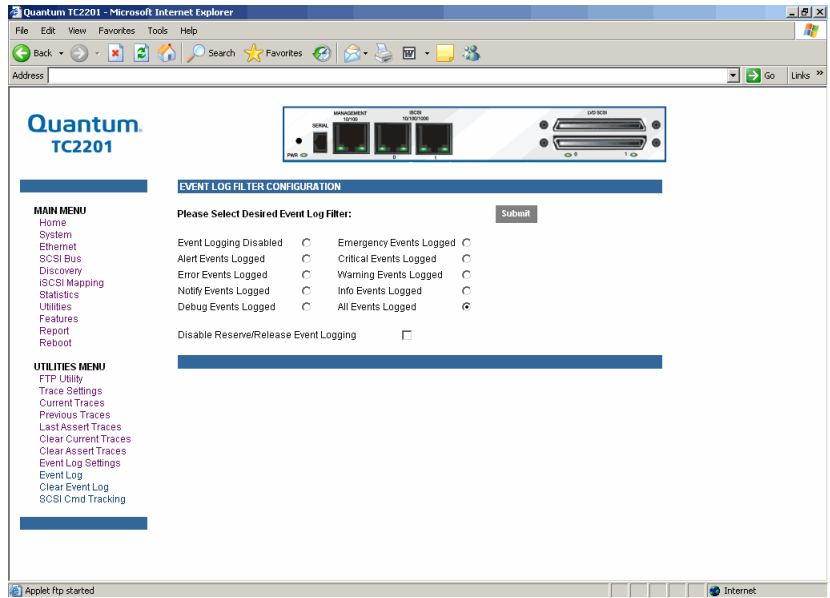 Quantum TC2201 - Microsoft Internet Explorer
File Edit View Favorites Tools Help
Back Search Favorites
Address Go Links »
Quantum.
TC2201
MANAGEMENT
10/100
iSCSI
10/100/1000
LVD SCSI
SERIAL
PWR 0 1 0 1
EVENT LOG FILTER CONFIGURATION
Please Select Desired Event Log Filter: Submit
Event Logging Disabled Emergency Events Logged
Alert Events Logged Critical Events Logged
Error Events Logged Warning Events Logged
Notify Events Logged Info Events Logged
Debug Events Logged All Events Logged
Disable Reserve/Release Event Logging
MAIN MENU
Home
System
Ethernet
SCSI Bus
Discovery
iSCSI Mapping
Statistics
Utilities
Features
Report
Reboot
UTILITIES MENU
FTP Utility
Trace Settings
Current Traces
Previous Traces
Last Assert Traces
Clear Current Traces
Clear Assert Traces
Event Log Settings
Event Log
Clear Event Log
SCSI Cmd Tracking
Applet ftp started Internet